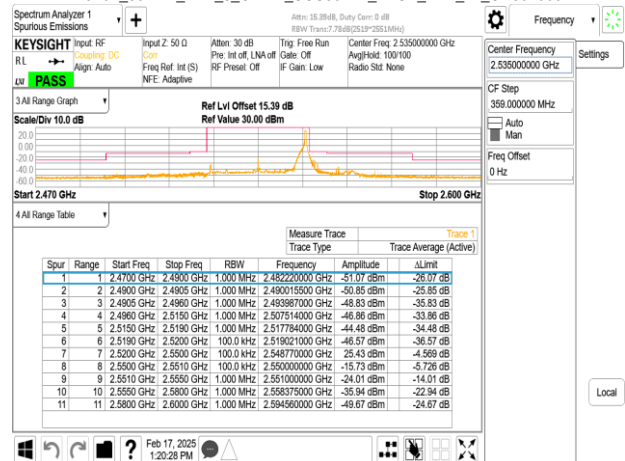 Spectrum Analyzer 1
Spurious Emissions
Attn: 15.39dB, Duty Corr: 0 dB
RBW Trans:7.78dB(2519~2551MHz)
Frequency
KEYSIGHT
RL
PASS
Input: RF
Coupling: DC
Align: Auto
Input Z: 50 Ω
Corr
Freq Ref: Int (S)
NFE: Adaptive
Atten: 30 dB
Pre: Int off, LNA off
RF Preset: Off
Trig: Free Run
Gate: Off
IF Gain: Low
Center Freq: 2.535000000 GHz
Avg|Hold: 100/100
Radio Std: None
Center Frequency
2.535000000 GHz
Settings
CF Step
359.000000 MHz
Auto
Man
Freq Offset
0 Hz
Local
3 All Range Graph
Scale/Div 10.0 dB
Ref Lvl Offset 15.39 dB
Ref Value 30.00 dBm
20.0
0.00
-20.0
-40.0
-60.0
Start 2.470 GHz
Stop 2.600 GHz
4 All Range Table
Measure Trace Trace 1
Trace Type Trace Average (Active)
Spur Range Start Freq Stop Freq RBW Frequency Amplitude ΔLimit
1 1 2.4700 GHz 2.4900 GHz 1.000 MHz 2.482220000 GHz -51.07 dBm -26.07 dB
2 2 2.4900 GHz 2.4905 GHz 1.000 MHz 2.490015500 GHz -50.85 dBm -25.85 dB
3 3 2.4905 GHz 2.4960 GHz 1.000 MHz 2.493987000 GHz -48.83 dBm -35.83 dB
4 4 2.4960 GHz 2.5150 GHz 1.000 MHz 2.507514000 GHz -46.86 dBm -33.86 dB
5 5 2.5150 GHz 2.5190 GHz 1.000 MHz 2.517784000 GHz -44.48 dBm -34.48 dB
6 6 2.5190 GHz 2.5200 GHz 100.0 kHz 2.519021000 GHz -46.57 dBm -36.57 dB
7 7 2.5200 GHz 2.5500 GHz 100.0 kHz 2.548770000 GHz 25.43 dBm -4.569 dB
8 8 2.5500 GHz 2.5510 GHz 100.0 kHz 2.550000000 GHz -15.73 dBm -5.726 dB
9 9 2.5510 GHz 2.5550 GHz 1.000 MHz 2.551000000 GHz -24.01 dBm -14.01 dB
10 10 2.5550 GHz 2.5800 GHz 1.000 MHz 2.558375000 GHz -35.94 dBm -22.94 dB
11 11 2.5800 GHz 2.6000 GHz 1.000 MHz 2.594560000 GHz -49.67 dBm -24.67 dB
Feb 17, 2025
1:20:28 PM